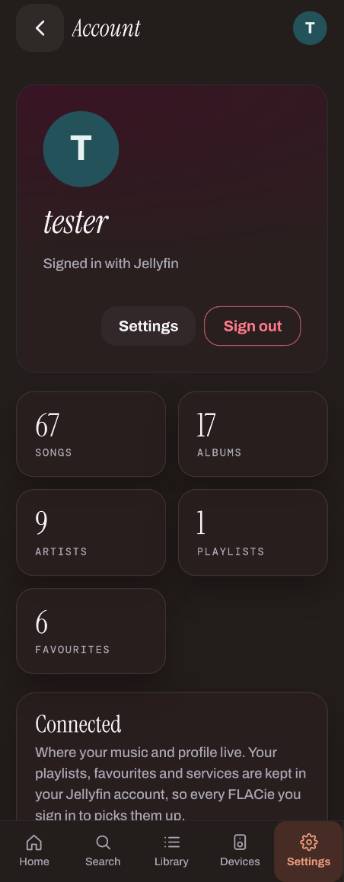 Account
T
T
tester
Signed in with Jellyfin
Settings
Sign out
67
SONGS
17
ALBUMS
9
ARTISTS
1
PLAYLISTS
6
FAVOURITES
Connected
Where your music and profile live. Your
playlists, favourites and services are kept in
your Jellyfin account, so every FLACie you
sign in to picks them up.
Home
Search
Library
Devices
Settings